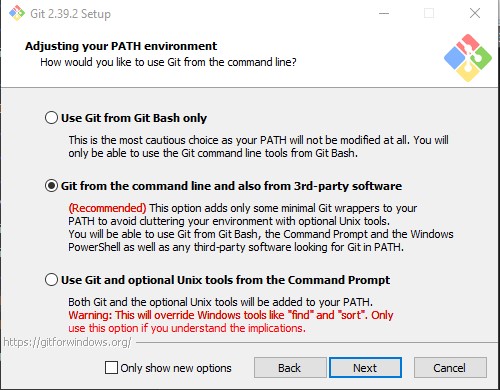 Git 2.39.2 Setup
Adjusting your PATH environment
How would you like to use Git from the command line?
Use Git from Git Bash only
This is the most cautious choice as your PATH will not be modified at all. You will
only be able to use the Git command line tools from Git Bash.
Git from the command line and also from 3rd-party software
(Recommended) This option adds only some minimal Git wrappers to your
PATH to avoid cluttering your environment with optional Unix tools.
You will be able to use Git from Git Bash, the Command Prompt and the Windows
PowerShell as well as any third-party software looking for Git in PATH.
Use Git and optional Unix tools from the Command Prompt
Both Git and the optional Unix tools will be added to your PATH.
Warning: This will override Windows tools like "find" and "sort". Only
use this option if you understand the implications.
https://gitforwindows.org/
Only show new options
Back
Next
Cancel